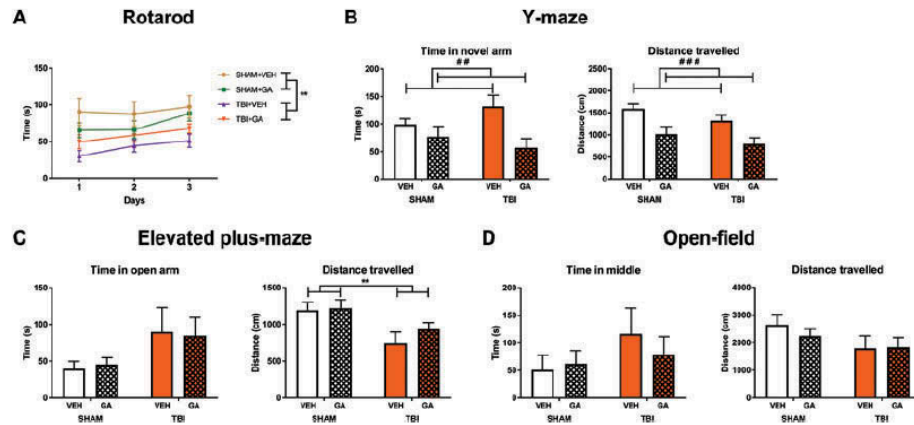 A Rotarod
Time (s)
150
100
50
0
1 2 3
Days
SHAM+VEH
SHAM+GA
TBI+VEH
TBI+GA
**
B Y-maze
Time in novel arm
##
Time (s)
200
150
100
50
0
VEH GA VEH GA
SHAM TBI
Distance travelled
###
Distance (cm)
2500
2000
1500
1000
500
0
VEH GA VEH GA
SHAM TBI
C Elevated plus-maze
Time in open arm
Time (s)
150
100
50
0
VEH GA VEH GA
SHAM TBI
Distance travelled
**
Distance (cm)
1500
1000
500
0
VEH GA VEH GA
SHAM TBI
D Open-field
Time in middle
Time (s)
200
150
100
50
0
VEH GA VEH GA
SHAM TBI
Distance travelled
Distance (cm)
4000
3000
2000
1000
0
VEH GA VEH GA
SHAM TBI